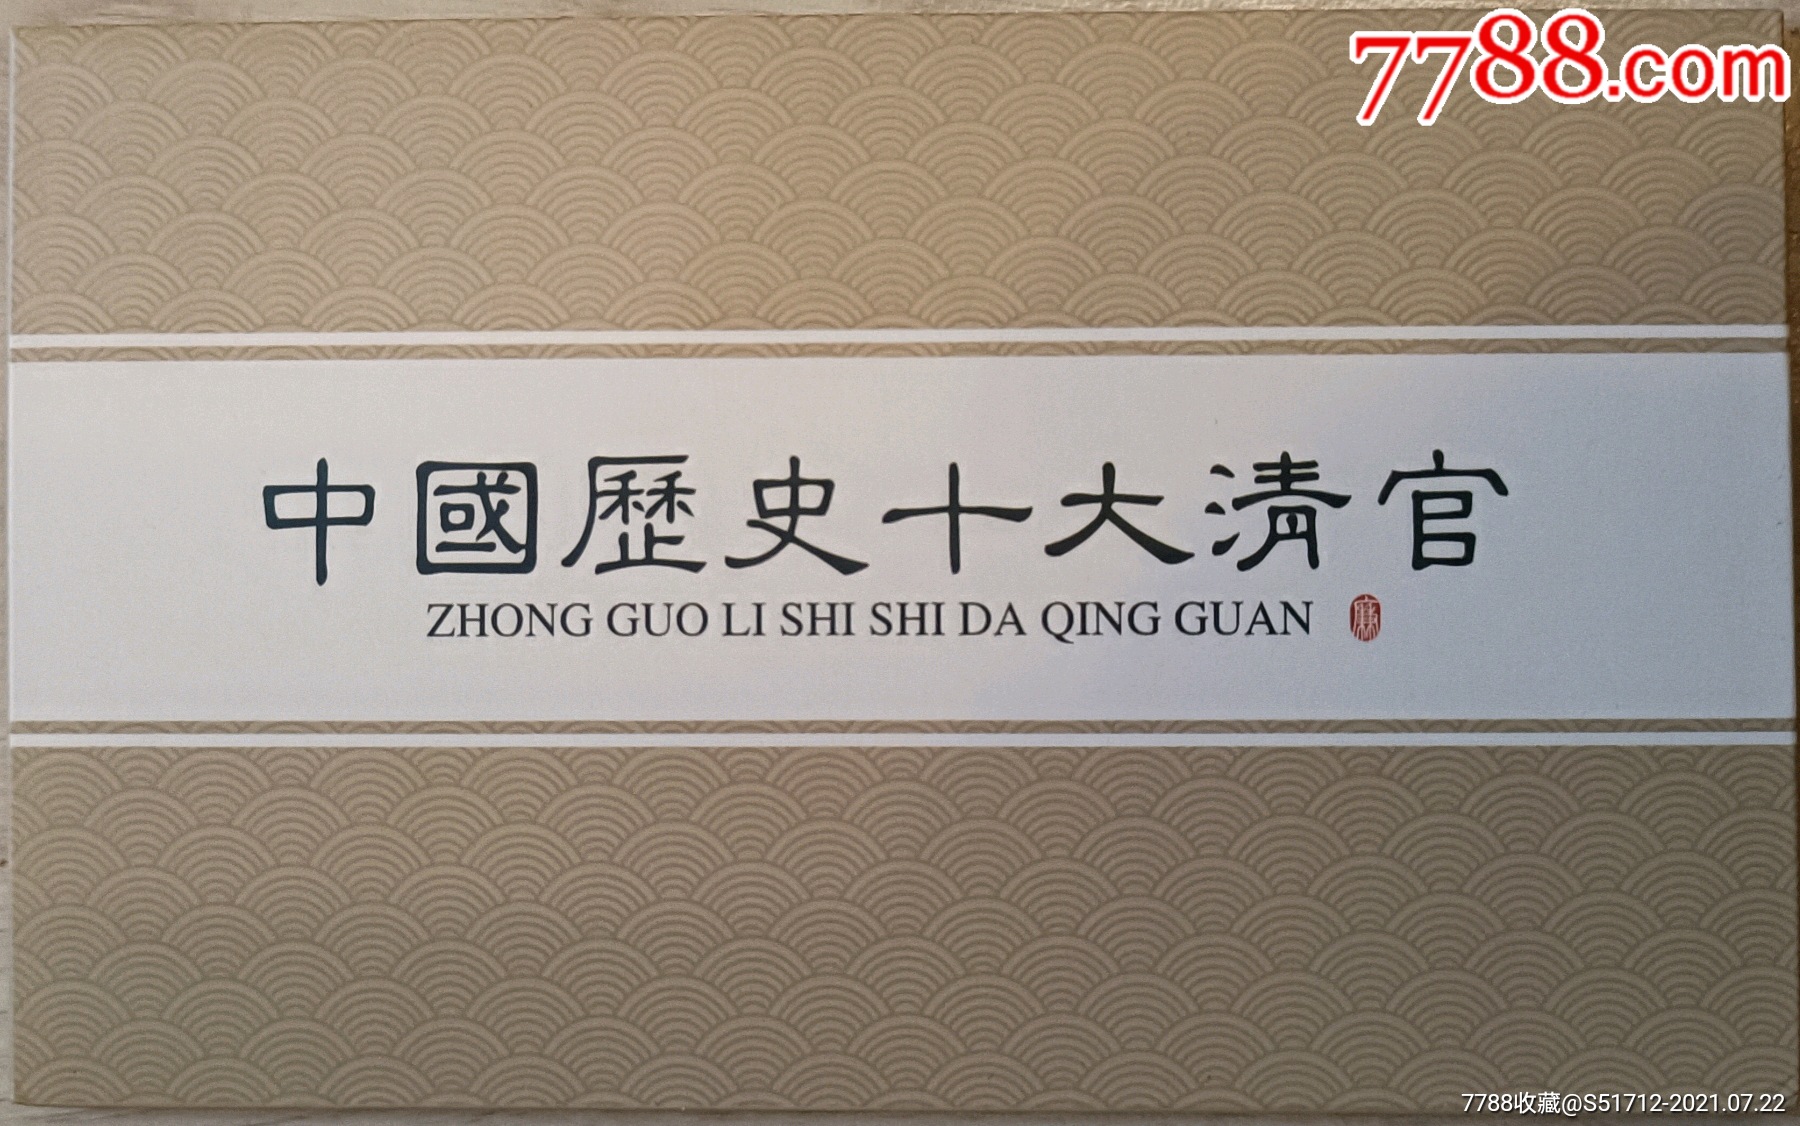 7788.com
中國歷史十大清官
ZHONG GUO LI SHI SHI DA QING GUAN
廉
7788收藏@S51712-2021.07.22